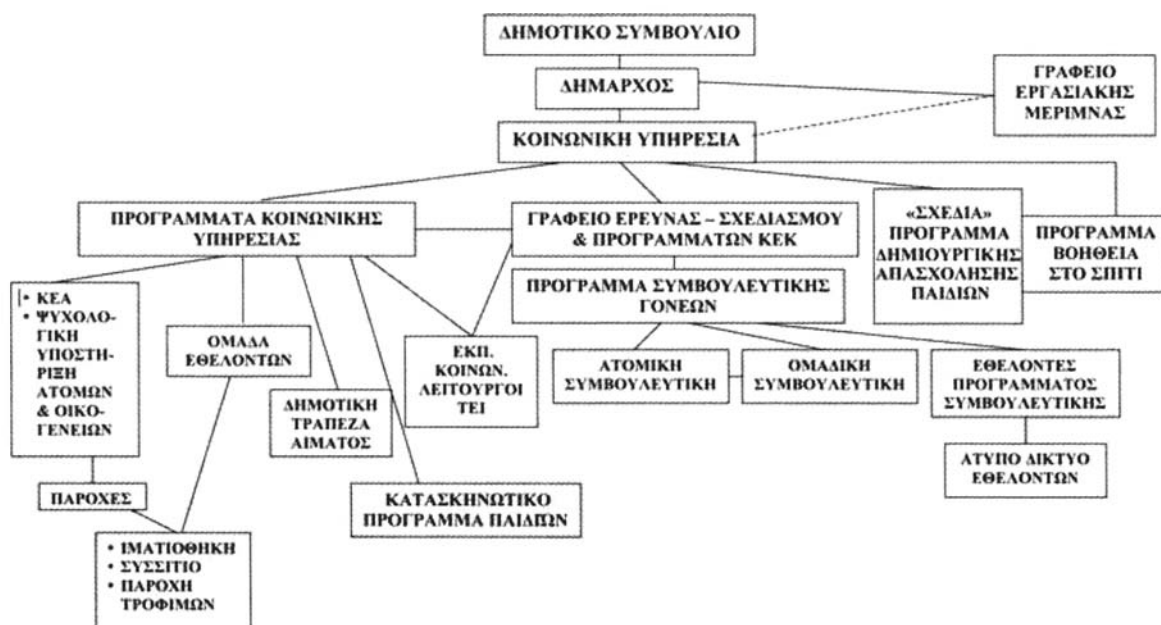 ΔΗΜΟΤΙΚΟ ΣΥΜΒΟΥΛΙΟ
ΔΗΜΑΡΧΟΣ
ΓΡΑΦΕΙΟ
ΕΡΓΑΣΙΑΚΗΣ
ΜΕΡΙΜΝΑΣ
ΚΟΙΝΩΝΙΚΗ ΥΠΗΡΕΣΙΑ
ΠΡΟΓΡΑΜΜΑΤΑ ΚΟΙΝΩΝΙΚΗΣ
ΥΠΗΡΕΣΙΑΣ
ΓΡΑΦΕΙΟ ΕΡΕΥΝΑΣ – ΣΧΕΔΙΑΣΜΟΥ
& ΠΡΟΓΡΑΜΜΑΤΩΝ ΚΕΚ
«ΣΧΕΔΙΑ»
ΠΡΟΓΡΑΜΜΑ
ΔΗΜΙΟΥΡΓΙΚΗΣ
ΑΠΑΣΧΟΛΗΣΗΣ
ΠΑΙΔΙΩΝ
ΠΡΟΓΡΑΜΜΑ
ΒΟΗΘΕΙΑ
ΣΤΟ ΣΠΙΤΙ
ΠΡΟΓΡΑΜΜΑ ΣΥΜΒΟΥΛΕΥΤΙΚΗΣ
ΓΟΝΕΩΝ
• ΚΕΑ
• ΨΥΧΟΛΟ-
ΓΙΚΗ
ΥΠΟΣΤΗ-
ΡΙΞΗ
ΑΤΟΜΩΝ
& ΟΙΚΟ-
ΓΕΝΕΙΩΝ
ΟΜΑΔΑ
ΕΘΕΛΟΝΤΩΝ
ΔΗΜΟΤΙΚΗ
ΤΡΑΠΕΖΑ
ΑΙΜΑΤΟΣ
ΕΚΠ.
ΚΟΙΝΩΝ.
ΛΕΙΤΟΥΡΓΟΙ
ΤΕΙ
ΑΤΟΜΙΚΗ
ΣΥΜΒΟΥΛΕΥΤΙΚΗ
ΟΜΑΔΙΚΗ
ΣΥΜΒΟΥΛΕΥΤΙΚΗ
ΕΘΕΛΟΝΤΕΣ
ΠΡΟΓΡΑΜΜΑΤΟΣ
ΣΥΜΒΟΥΛΕΥΤΙΚΗΣ
ΑΤΥΠΟ ΔΙΚΤΥΟ
ΕΘΕΛΟΝΤΩΝ
ΠΑΡΟΧΕΣ
ΚΑΤΑΣΚΗΝΩΤΙΚΟ
ΠΡΟΓΡΑΜΜΑ ΠΑΙΔΙΩΝ
• ΙΜΑΤΙΟΘΗΚΗ
• ΣΥΣΣΙΤΙΟ
• ΠΑΡΟΧΗ
ΤΡΟΦΙΜΩΝ